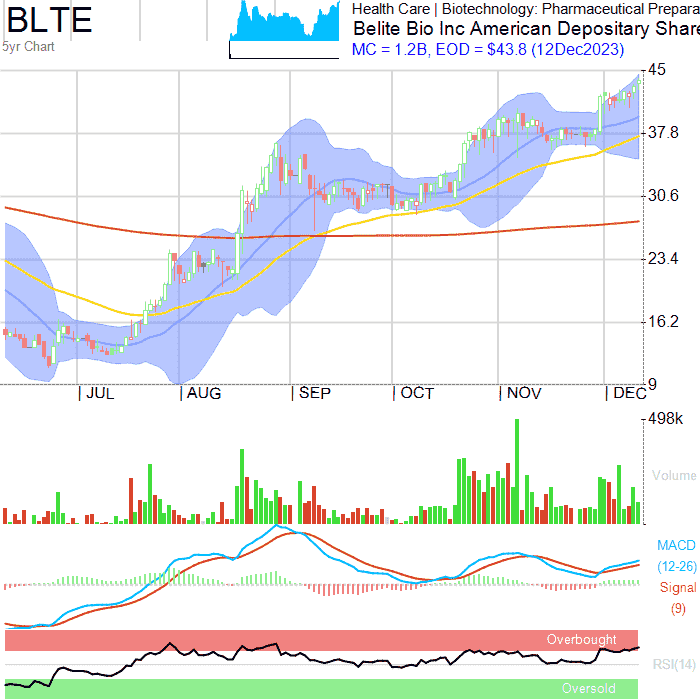 BLTE
Health Care | Biotechnology: Pharmaceutical Prepara
5yr Chart
Belite Bio Inc American Depositary Share
MC = 1.2B, EOD = $43.8 (12Dec2023)
45
37.8
30.6
23.4
16.2
9
JUL AUG SEP OCT NOV DEC
498k
Volume
MACD
(12-26)
Signal
(9)
Overbought
RSI(14)
Oversold